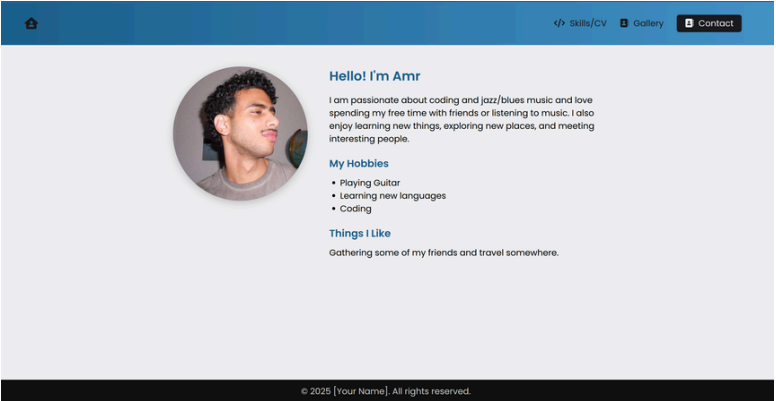 </> Skills/CV Gallery Contact
Hello! I'm Amr
I am passionate about coding and jazz/blues music and love
spending my free time with friends or listening to music. I also
enjoy learning new things, exploring new places, and meeting
interesting people.
My Hobbies
• Playing Guitar
• Learning new languages
• Coding
Things I Like
Gathering some of my friends and travel somewhere.
© 2025 [Your Name]. All rights reserved.